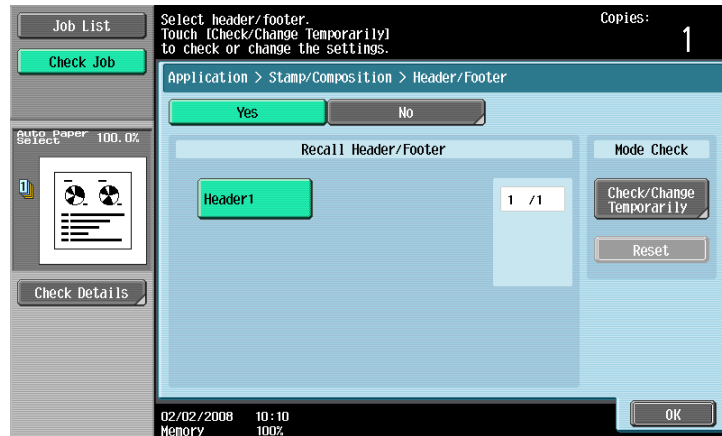 Job List
Check Job
Select header/footer.
Touch [Check/Change Temporarily]
to check or change the settings.
Copies:
1
Application > Stamp/Composition > Header/Footer
Yes
No
Auto Paper
Select
100.0%
1
Check Details
Recall Header/Footer
Header1
1 /1
Mode Check
Check/Change
Temporarily
Reset
02/02/2008 10:10
Memory 100%
OK